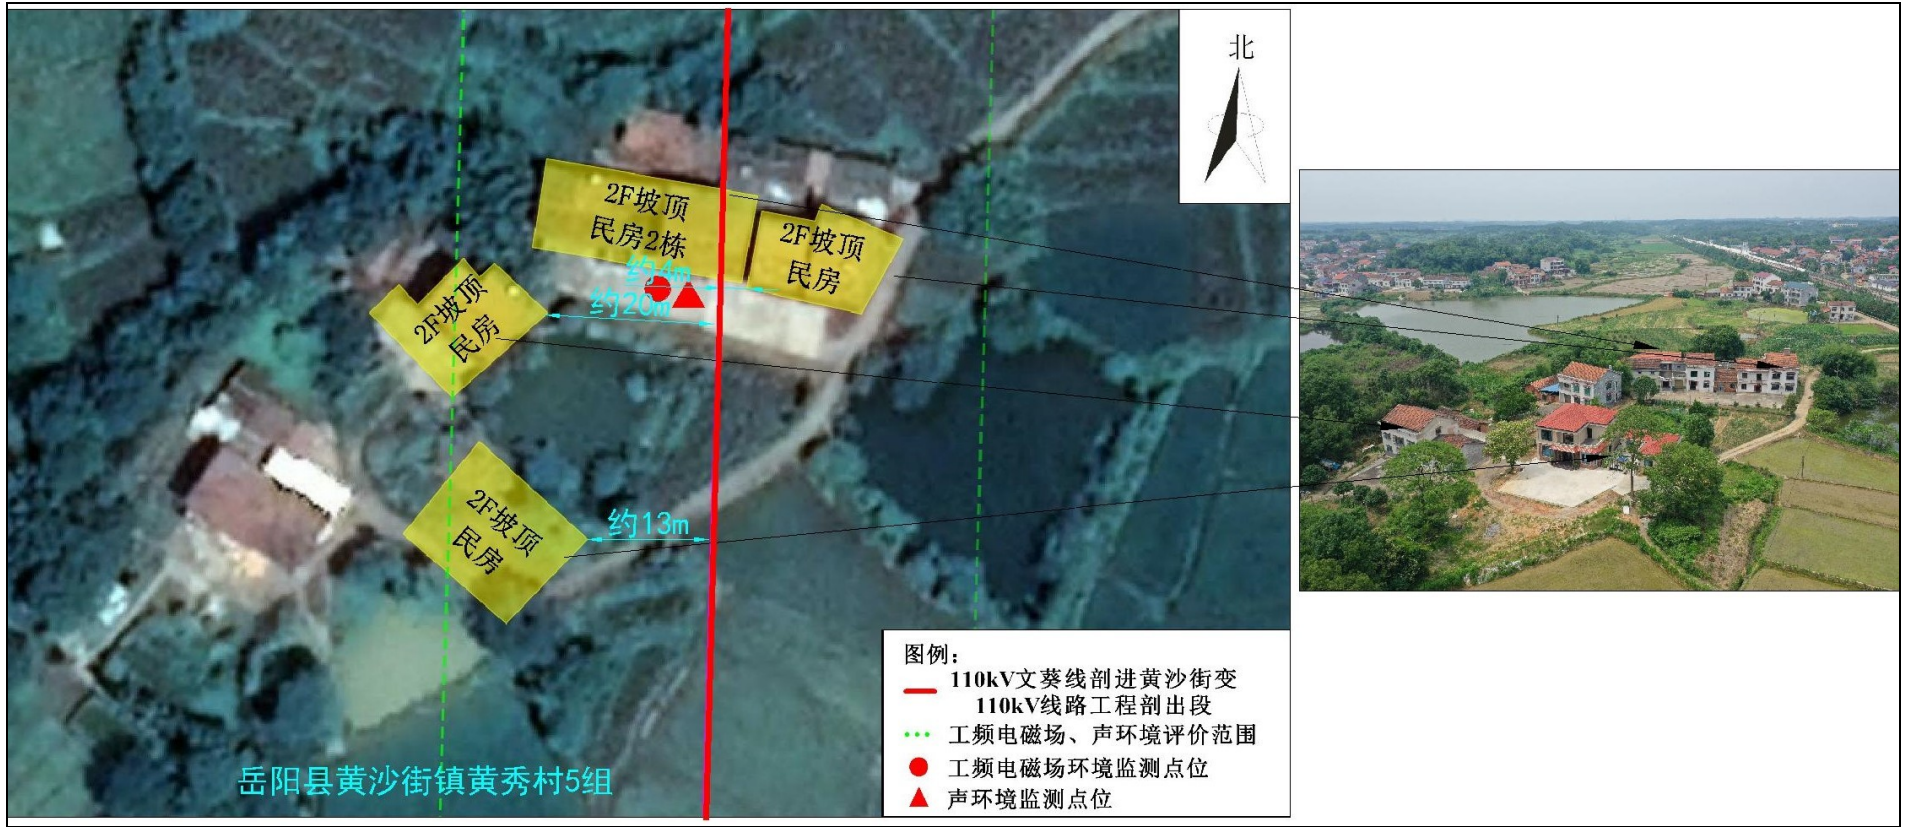 北
2F坡顶
民房2栋
2F坡顶
民房
约4m
约20m
2F坡顶
民房
约13m
2F坡顶
民房
岳阳县黄沙街镇黄秀村5组
图例：
110kV文葵线剖进黄沙街变
110kV线路工程剖出段
工频电磁场、声环境评价范围
工频电磁场环境监测点位
声环境监测点位